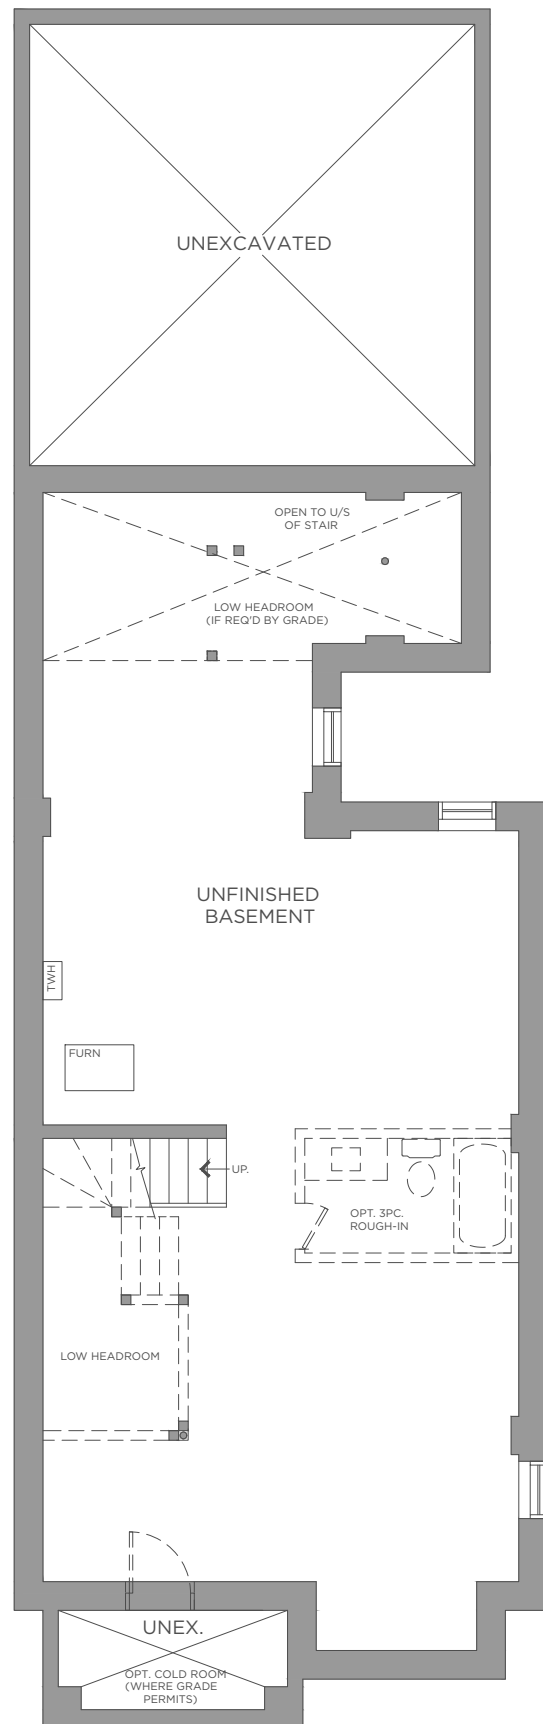 UNEXCAVATED
OPEN TO U/S
OF STAIR
LOW HEADROOM
(IF REQ'D BY GRADE)
UNFINISHED
BASEMENT
TWH
FURN
UP.
OPT. 3PC.
ROUGH-IN
LOW HEADROOM
UNEX.
OPT. COLD ROOM
(WHERE GRADE
PERMITS)